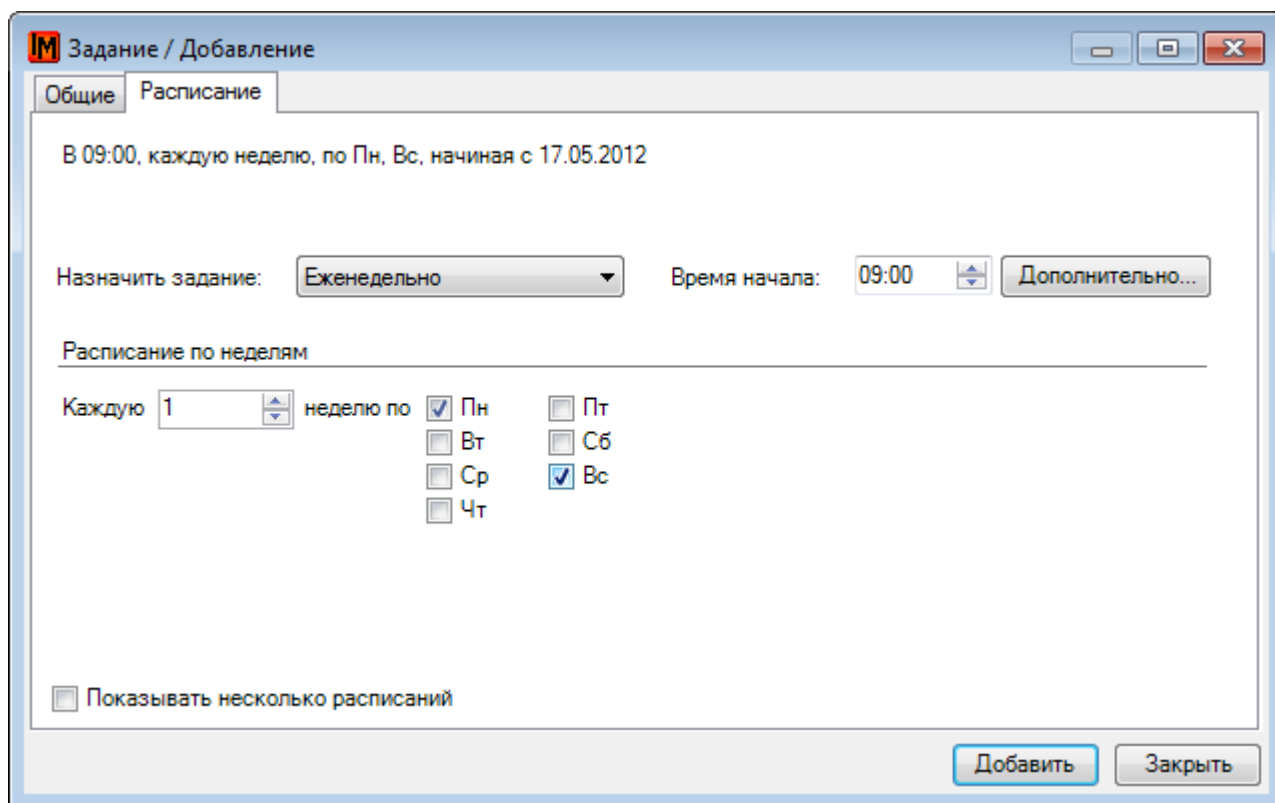 IM Задание / Добавление
Общие Расписание
В 09:00, каждую неделю, по Пн, Вс, начиная с 17.05.2012
Назначить задание: Еженедельно Время начала: 09:00 Дополнительно...
Расписание по неделям
Каждую 1 неделю по Пн Пт
Вт Сб
Ср Вс
Чт
Показывать несколько расписаний
Добавить Закрыть